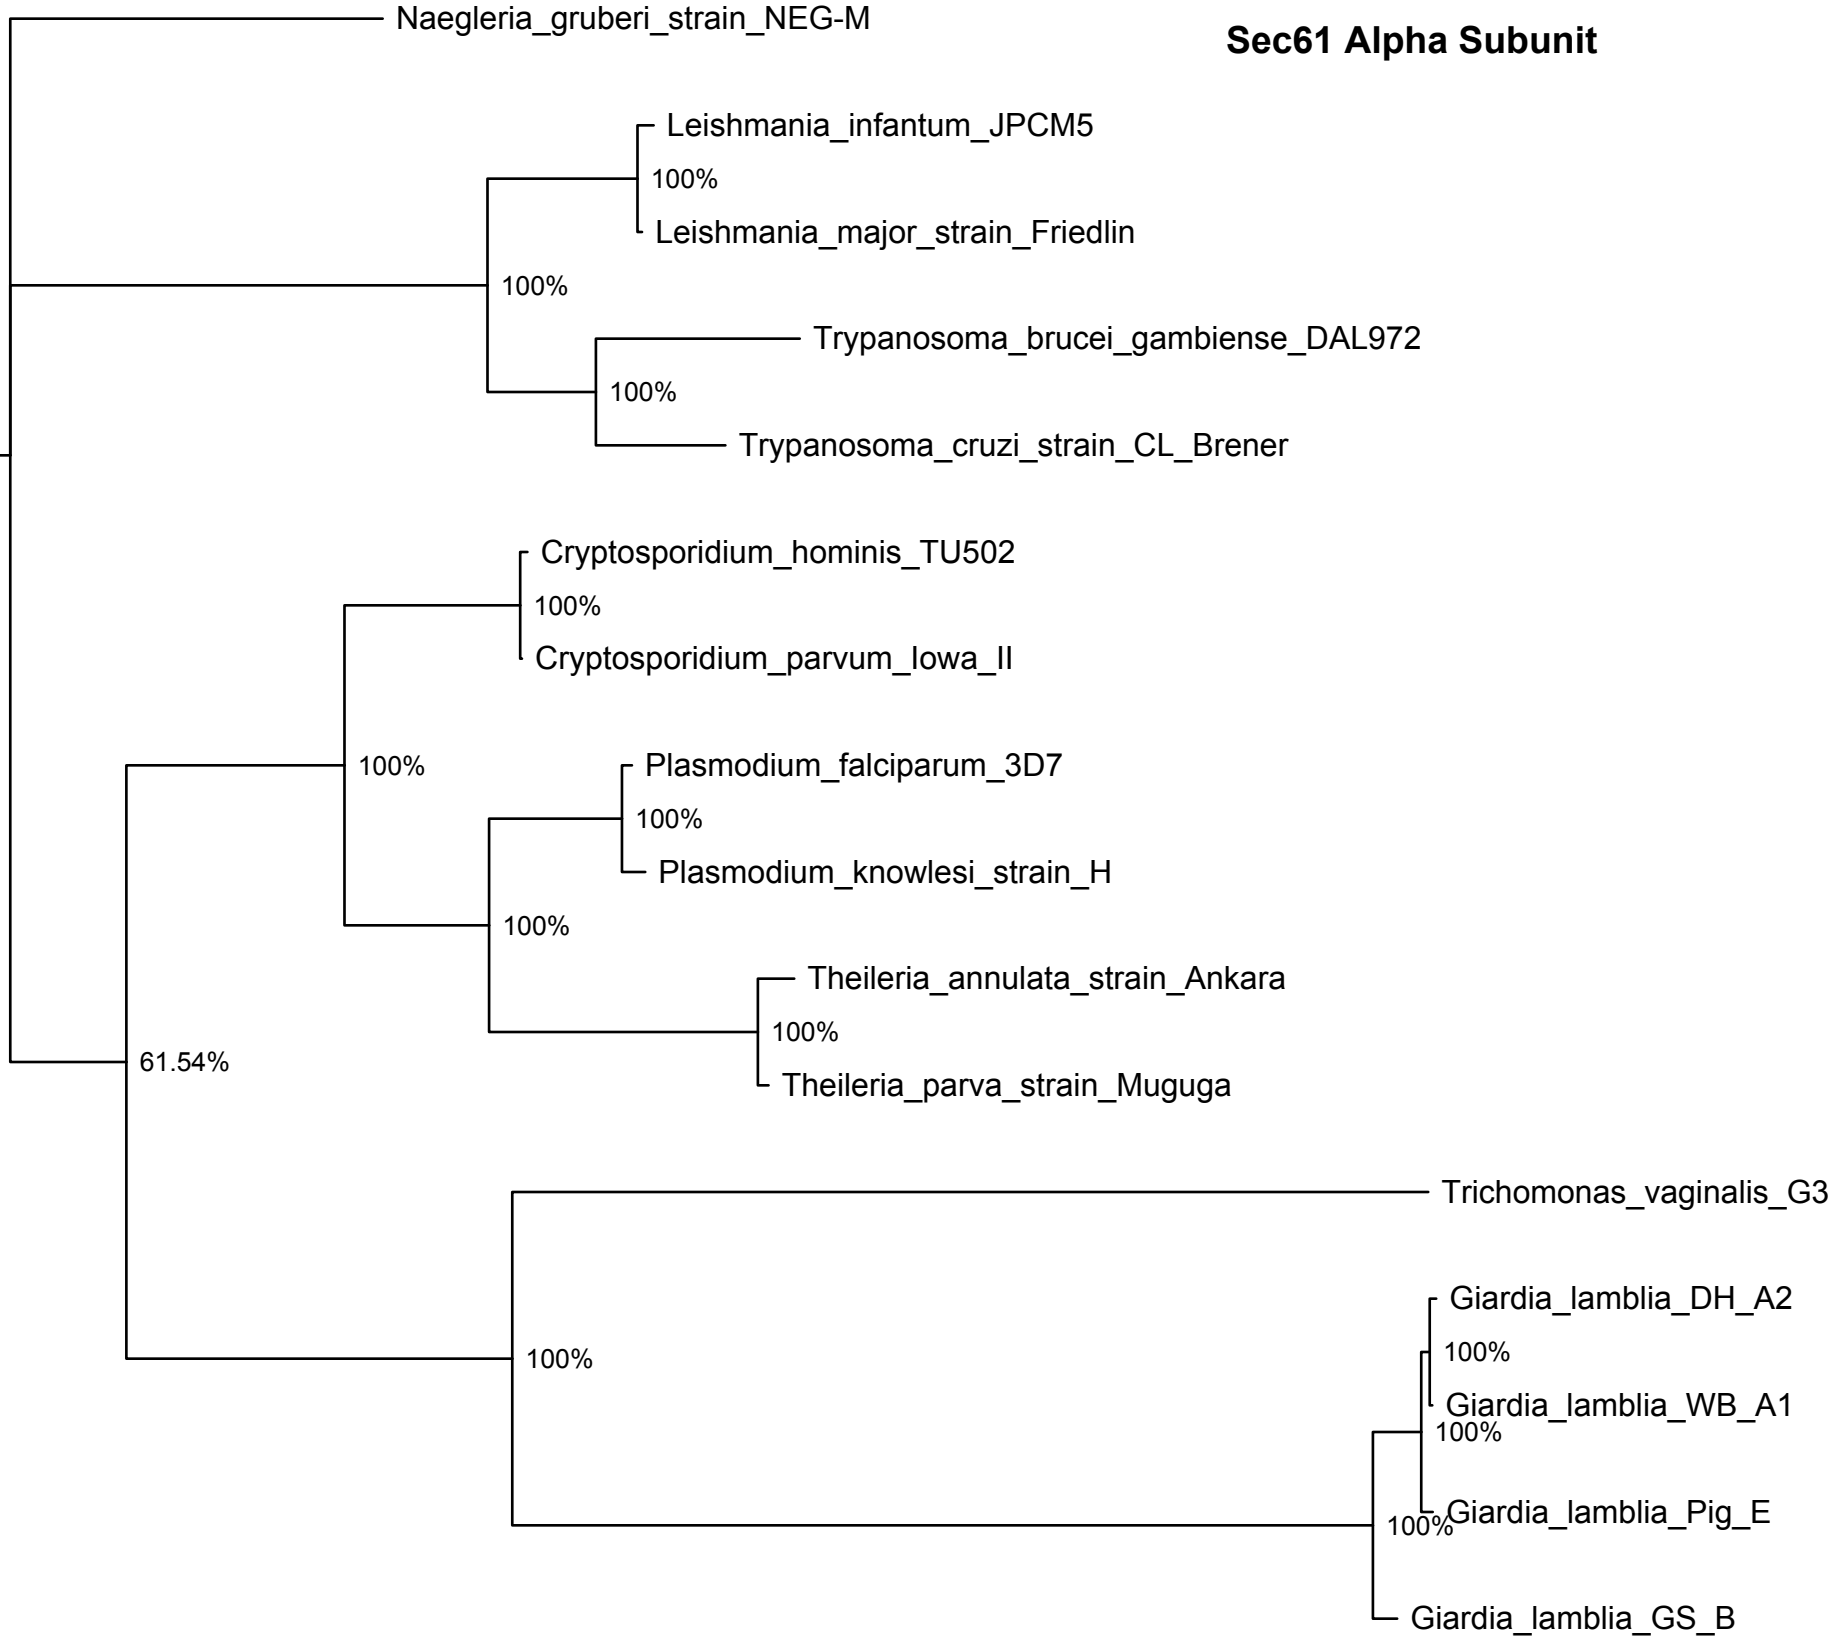 Naegleria_gruberi_strain_NEG-M
Sec61 Alpha Subunit
Leishmania_infantum_JPCM5
100%
Leishmania_major_strain_Friedlin
100%
Trypanosoma_brucei_gambiense_DAL972
100%
Trypanosoma_cruzi_strain_CL_Brener
Cryptosporidium_hominis_TU502
100%
Cryptosporidium_parvum_Iowa_II
100%
Plasmodium_falciparum_3D7
100%
Plasmodium_knowlesi_strain_H
100%
Theileria_annulata_strain_Ankara
100%
61.54%
Theileria_parva_strain_Muguga
Trichomonas_vaginalis_G3
Giardia_lamblia_DH_A2
100%
100%
Giardia_lamblia_WB_A1
100%
Giardia_lamblia_Pig_E
100%
Giardia_lamblia_GS_B